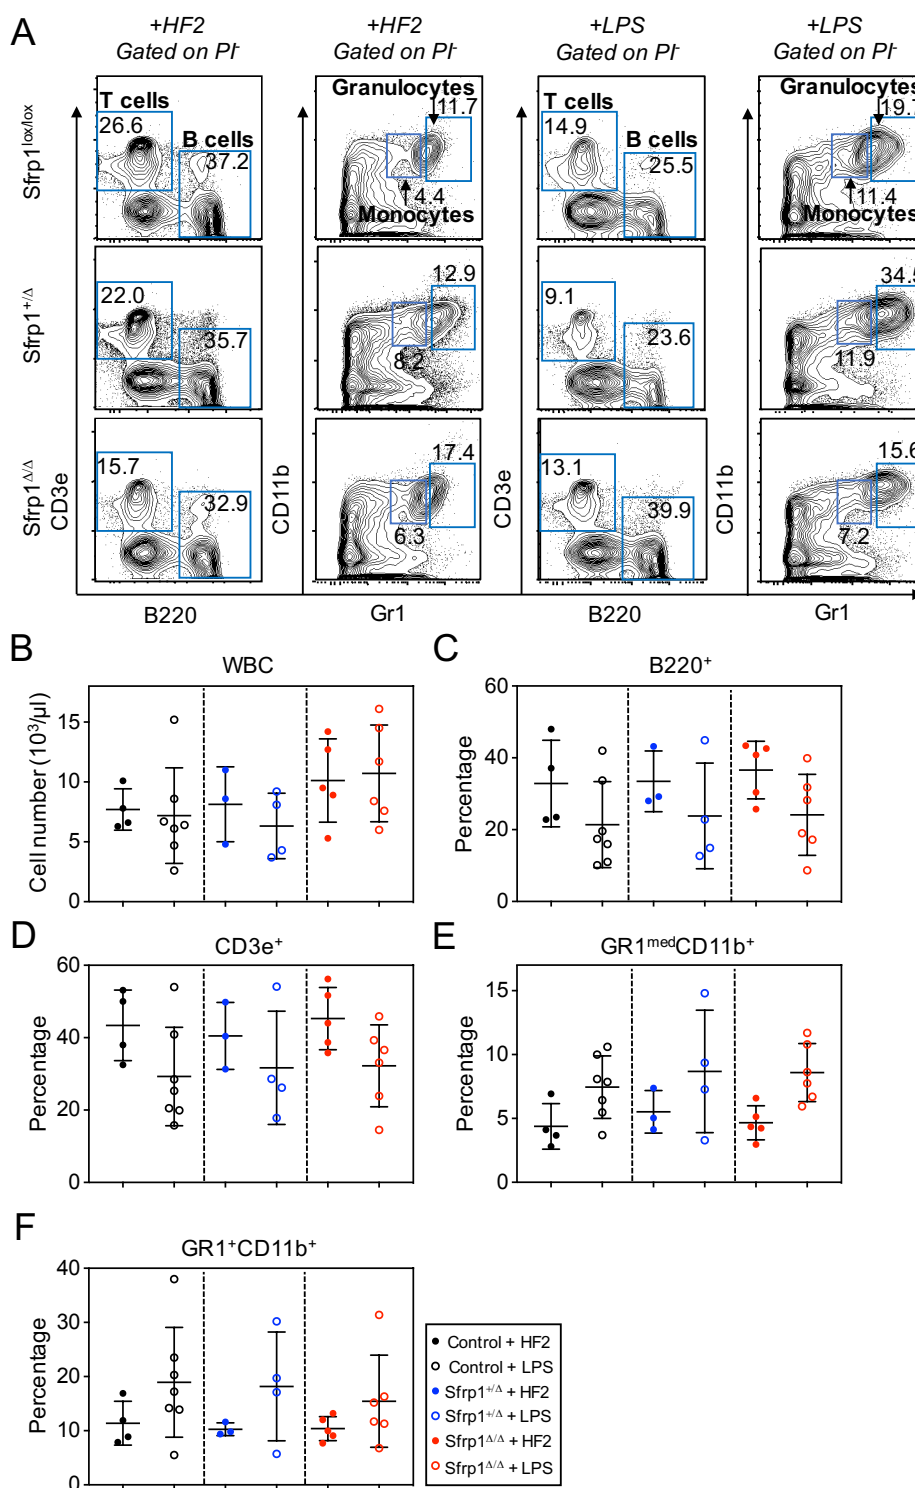 A
+HF2
Gated on PI-
+HF2
Gated on PI-
+LPS
Gated on PI-
+LPS
Gated on PI-
Sfrp1lox/lox
T cells
26.6
B cells
37.2
Granulocytes
11.7
4.4
Monocytes
T cells
14.9
B cells
25.5
Granulocytes
19.
11.4
Monocytes
Sfrp1+/Δ
22.0
35.7
12.9
8.2
9.1
23.6
34.5
11.9
Sfrp1Δ/Δ
15.7
32.9
17.4
6.3
13.1
39.9
15.6
7.2
CD3e
CD11b
CD3e
CD11b
B220
Gr1
B220
Gr1
B
WBC
Cell number (10³/µl)
15
10
5
0
C
B220+
Percentage
60
40
20
0
D
CD3e+
Percentage
60
40
20
0
E
GR1medCD11b+
Percentage
15
10
5
0
F
GR1+CD11b+
Percentage
40
30
20
10
0
Control + HF2
Control + LPS
Sfrp1+/Δ + HF2
Sfrp1+/Δ + LPS
Sfrp1Δ/Δ + HF2
Sfrp1Δ/Δ + LPS